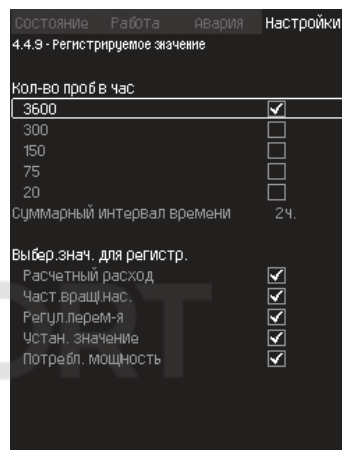 Состояние Работа Авария Настройки
4.4.9 - Регистрируемое значение
Кол-во проб в час
3600
300
150
75
20
Суммарный интервал времени 2ч.
Выбер.знач. для регистр.
Расчетный расход
Част.вращ.нас.
Регул.перем-я
Устан. значение
Потребл. мощность